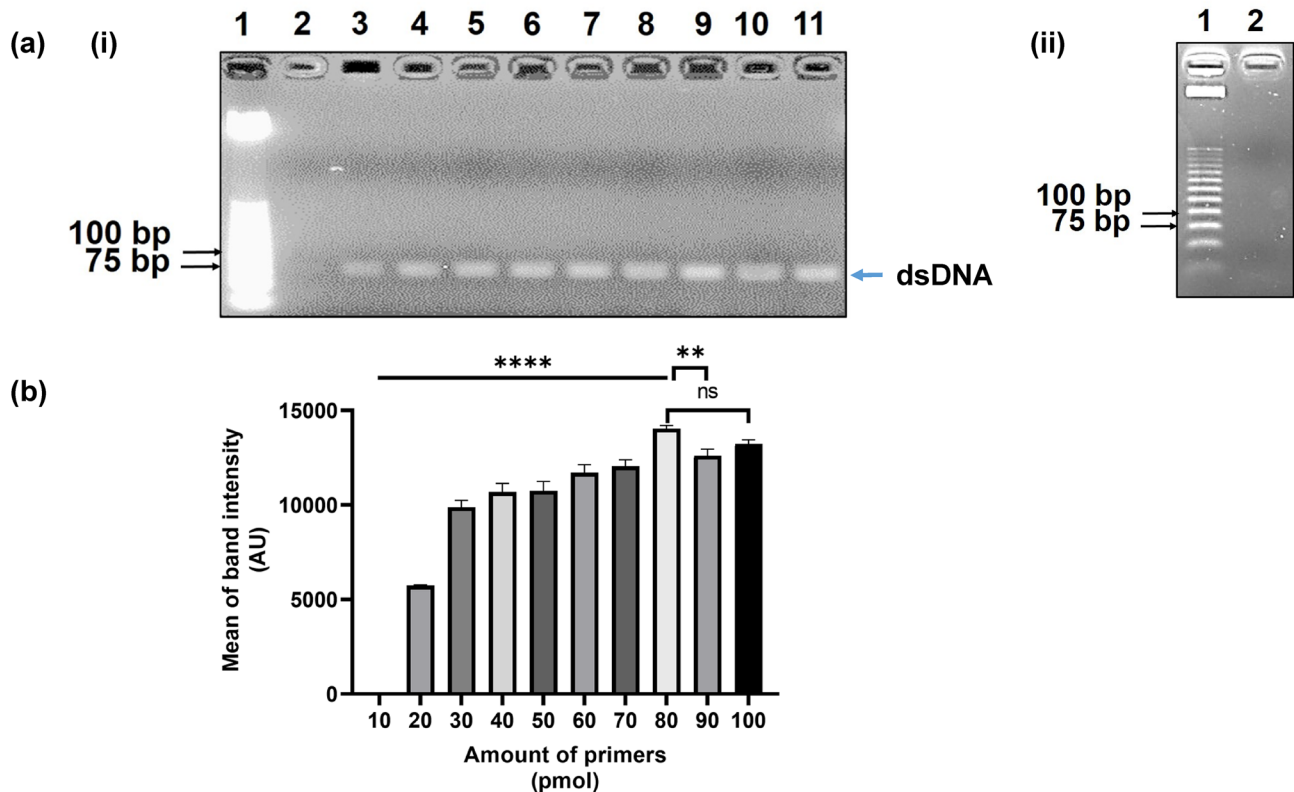 (a) (i) 1 2 3 4 5 6 7 8 9 10 11
100 bp
75 bp
dsDNA
(ii) 1 2
100 bp
75 bp
(b)
**** **
ns
Mean of band intensity
(AU)
15000
10000
5000
0
10 20 30 40 50 60 70 80 90 100
Amount of primers
(pmol)